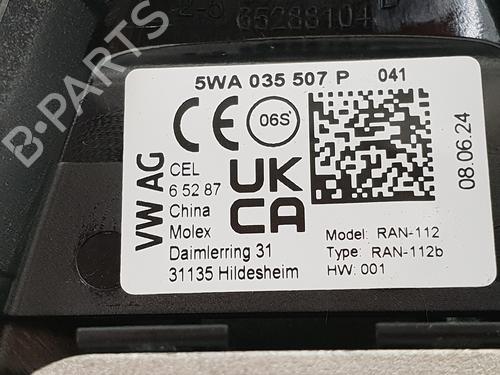 65288104
B-PARTS
5WA 035 507 P 041
CE 06S
08.06.24
VW AG
CEL
6 52 87
China
Molex
Daimlerring 31
31135 Hildesheim
UK
CA
Model: RAN-112
Type: RAN-112b
HW: 001